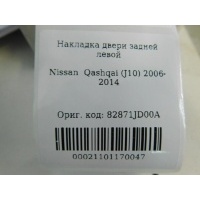 Накладка двери задней
левой
Nissan Qashqai (J10) 2006-
2014
Ориг. код: 82871JD00A
00021101170047